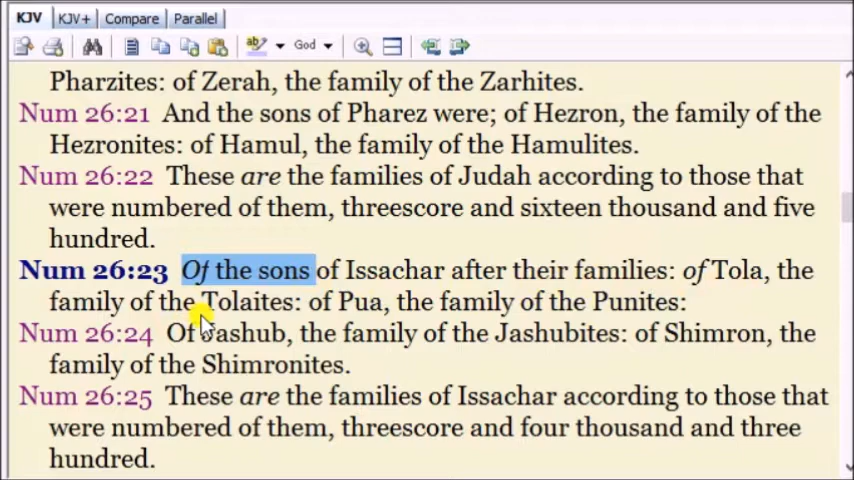 KJV KJV+ Compare Parallel
God
Pharzites: of Zerah, the family of the Zarhites.
Num 26:21 And the sons of Pharez were; of Hezron, the family of the
Hezronites: of Hamul, the family of the Hamulites.
Num 26:22 These are the families of Judah according to those that
were numbered of them, threescore and sixteen thousand and five
hundred.
Num 26:23 Of the sons of Issachar after their families: of Tola, the
family of the Tolaites: of Pua, the family of the Punites:
Num 26:24 Of Jashub, the family of the Jashubites: of Shimron, the
family of the Shimronites.
Num 26:25 These are the families of Issachar according to those that
were numbered of them, threescore and four thousand and three
hundred.